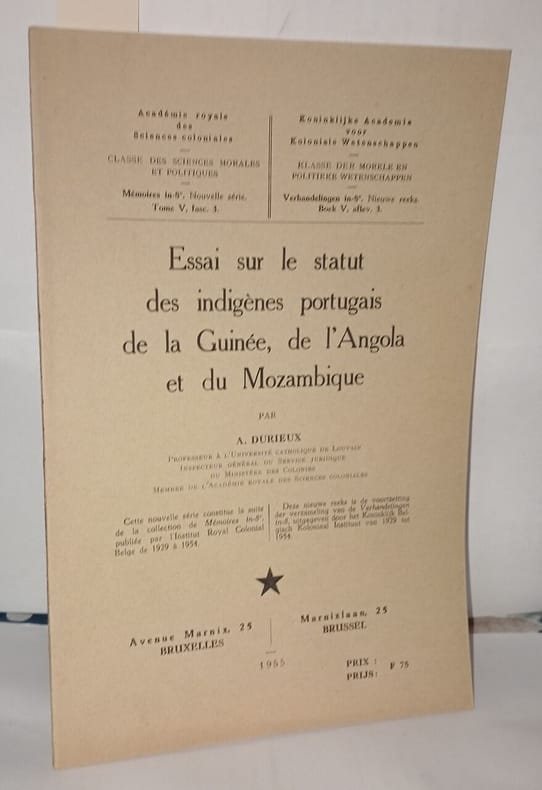 Académie royale
des
Sciences coloniales
CLASSE DES SCIENCES MORALES
ET POLITIQUES
Mémoires in-8°. Nouvelle série.
Tome V, fasc. 3.
Koninklijke Academie
voor
Koloniale Wetenschappen
KLASSE DER MORELE EN
POLITIEKE WETENSCHAPPEN
Verhandelingen in-8°. Nieuwe reeks.
Boek V, aflev. 3.
Essai sur le statut
des indigènes portugais
de la Guinée, de l'Angola
et du Mozambique
PAR
A. DURIEUX
PROFESSEUR À L'UNIVERSITÉ CATHOLIQUE DE LOUVAIN
INSPECTEUR GÉNÉRAL DU SERVICE JURIDIQUE
DU MINISTÈRE DES COLONIES
MEMBRE DE L'ACADÉMIE ROYALE DES SCIENCES COLONIALES
Cette nouvelle série constitue la suite
de la collection de Mémoires in-8°,
publiée par l'Institut Royal Colonial
Belge de 1929 à 1954.
Deze nieuwe reeks is de voortzetting
der verzameling van de Verhandelingen
in-8, uitgegeven door het Koninklijk Bel-
gisch Koloniaal Instituut van 1929 tot
1954.
Avenue Marnix, 25
BRUXELLES
Marnixlaan, 25
BRUSSEL
1955
PRIX :
PRIJS:
F 75